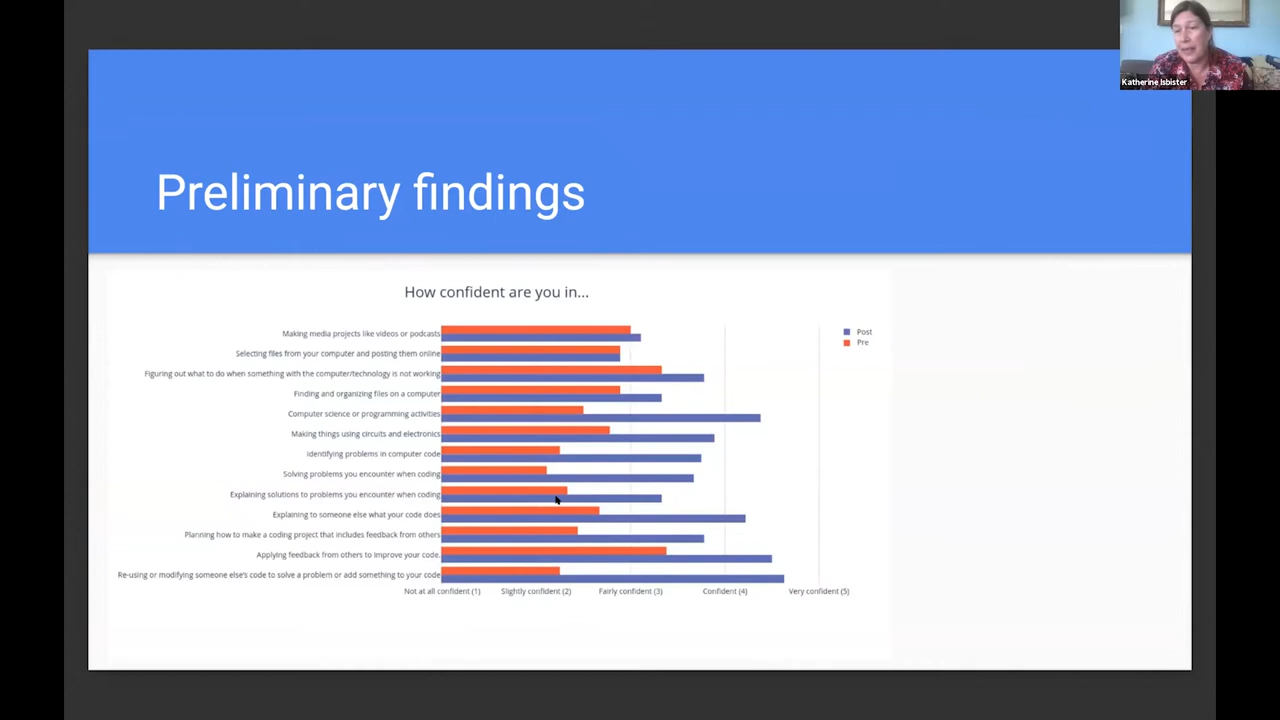 Katherine Isbister
Preliminary findings
How confident are you in...
Post
Pre
Making media projects like videos or podcasts
Selecting files from your computer and posting them online
Figuring out what to do when something with the computer/technology is not working
Finding and organizing files on a computer
Computer science or programming activities
Making things using circuits and electronics
Identifying problems in computer code
Solving problems you encounter when coding
Explaining solutions to problems you encounter when coding
Explaining to someone else what your code does
Planning how to make a coding project that includes feedback from others
Applying feedback from others to improve your code.
Re-using or modifying someone else's code to solve a problem or add something to your code
Not at all confident (1) Slightly confident (2) Fairly confident (3) Confident (4) Very confident (5)